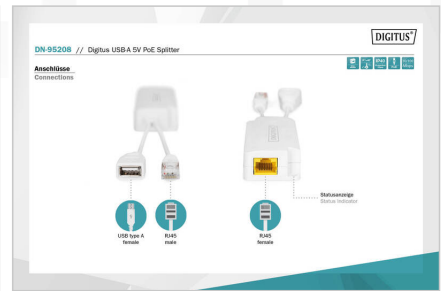 DIGITUS®
DN-95208 // Digitus USB-A 5V PoE Splitter
Anschlüsse
Connections
USB type A
female
RJ45
male
RJ45
female
Statusanzeige
Status Indicator